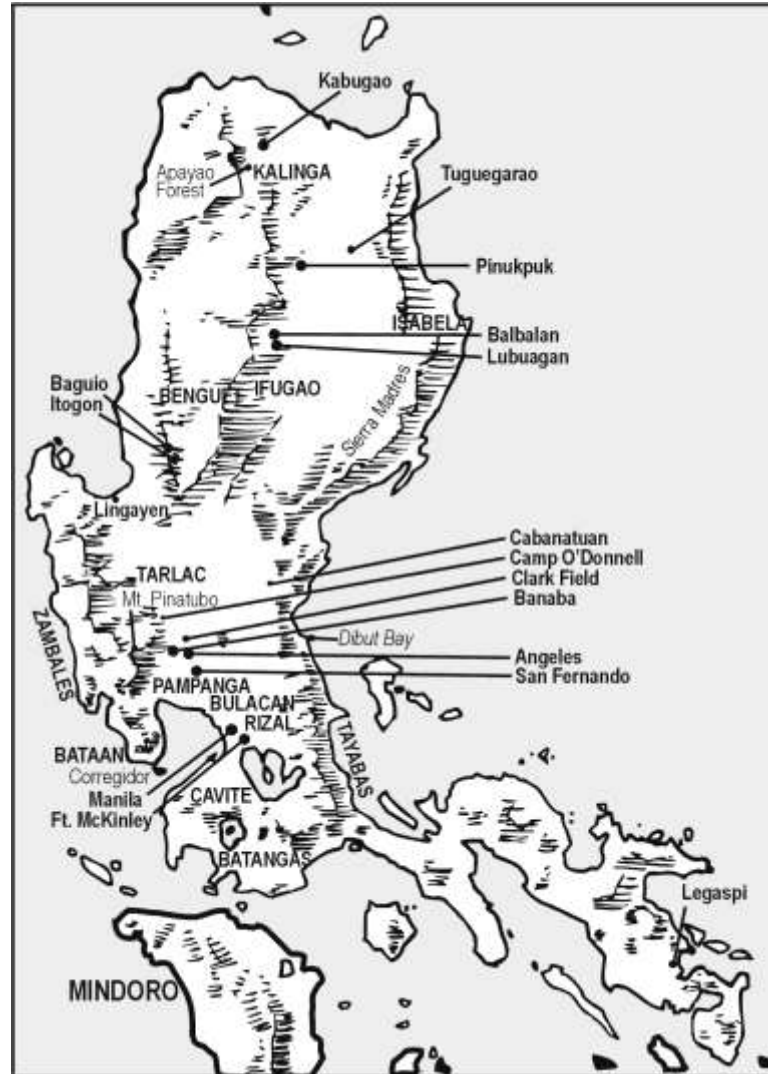 Kabugao
Apayao
Forest
KALINGA
Tuguegarao
Pinukpuk
ISABELA
Balbalan
Lubuagan
Baguio
Itogon
BENGUET
IFUGAO
Sierra Madres
Lingayen
Cabanatuan
Camp O'Donnell
Clark Field
Banaba
TARLAC
Mt. Pinatubo
Dibut Bay
ZAMBALES
Angeles
San Fernando
PAMPANGA
BULACAN
RIZAL
TAYABAS
BATAAN
Corregidor
Manila
Ft. McKinley
CAVITE
BATANGAS
Legaspi
MINDORO